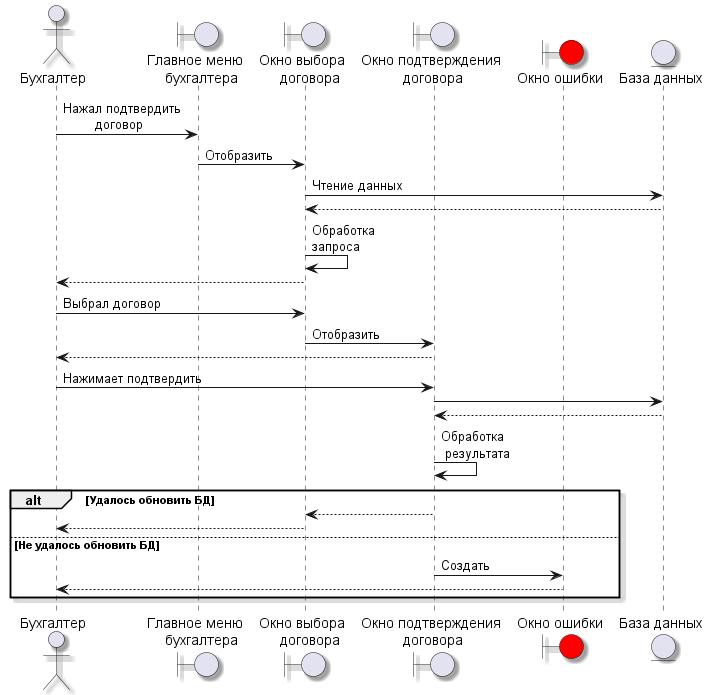 Бухгалтер
Главное меню
бухгалтера
Окно выбора
договора
Окно подтверждения
договора
Окно ошибки
База данных
Нажал подтвердить
договор
Отобразить
Чтение данных
Обработка
запроса
Выбрал договор
Отобразить
Нажимает подтвердить
Обработка
результата
alt [Удалось обновить БД]
[Не удалось обновить БД]
Создать
Бухгалтер
Главное меню
бухгалтера
Окно выбора
договора
Окно подтверждения
договора
Окно ошибки
База данных